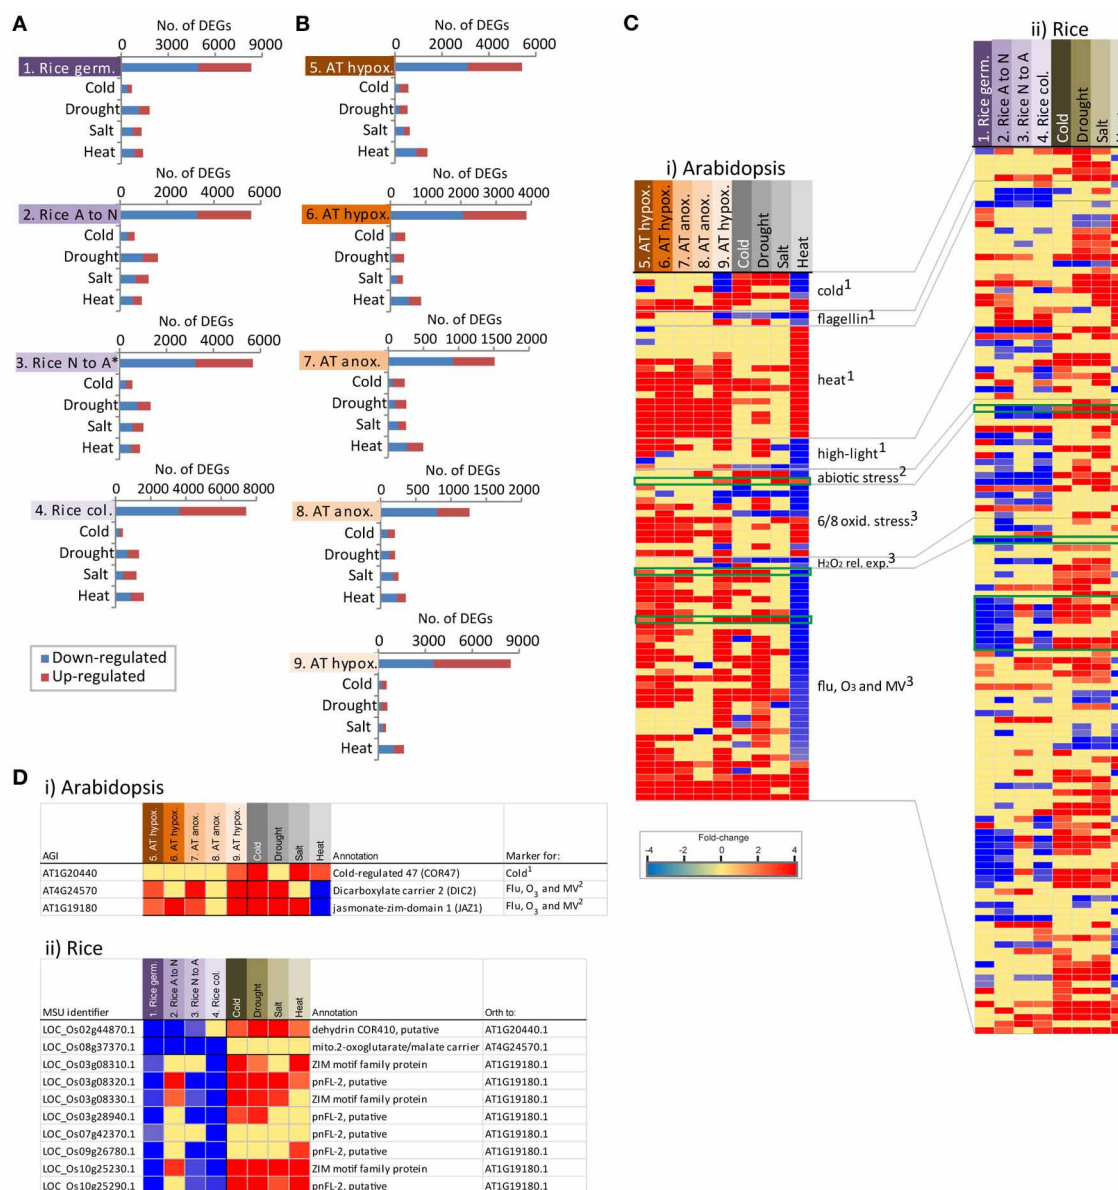 A
No. of DEGs
0 3000 6000 9000
1. Rice germ.
Cold
Drought
Salt
Heat
No. of DEGs
0 2000 4000 6000
2. Rice A to N
Cold
Drought
Salt
Heat
No. of DEGs
0 2000 4000 6000
3. Rice N to A*
Cold
Drought
Salt
Heat
No. of DEGs
0 2000 4000 6000 8000
4. Rice col.
Cold
Drought
Salt
Heat
Down-regulated
Up-regulated
B
No. of DEGs
0 2000 4000 6000
5. AT hypox.
Cold
Drought
Salt
Heat
No. of DEGs
0 1000 2000 3000 4000
6. AT hypox.
Cold
Drought
Salt
Heat
No. of DEGs
0 500 1000 1500 2000
7. AT anox.
Cold
Drought
Salt
Heat
No. of DEGs
0 500 1000 1500 2000
8. AT anox.
Cold
Drought
Salt
Heat
No. of DEGs
0 3000 6000 9000
9. AT hypox.
Cold
Drought
Salt
Heat
C
i) Arabidopsis
5. AT hypox.
6. AT hypox.
7. AT anox.
8. AT anox.
9. AT hypox.
Cold
Drought
Salt
Heat
cold1
flagellin1
heat1
high-light1
abiotic stress2
6/8 oxid. stress.3
H2O2 rel. exp.3
flu, O3 and MV3
Fold-change
-4 -2 0 2 4
ii) Rice
1. Rice germ.
2. Rice A to N
3. Rice N to A
4. Rice col.
Cold
Drought
Salt
D
i) Arabidopsis
AGI 5. AT hypox. 6. AT hypox. 7. AT anox. 8. AT anox. 9. AT hypox. Cold Drought Salt Heat Annotation Marker for:
AT1G20440 Cold-regulated 47 (COR47) Cold1
AT4G24570 Dicarboxylate carrier 2 (DIC2) Flu, O3 and MV2
AT1G19180 jasmonate-zim-domain 1 (JAZ1) Flu, O3 and MV2
ii) Rice
MSU identifier 1. Rice germ. 2. Rice A to N 3. Rice N to A 4. Rice col. Cold Drought Salt Heat Annotation Orth to:
LOC_Os02g44870.1 dehydrin COR410, putative AT1G20440.1
LOC_Os08g37370.1 mito.2-oxoglutarate/malate carrier AT4G24570.1
LOC_Os03g08310.1 ZIM motif family protein AT1G19180.1
LOC_Os03g08320.1 pnFL-2, putative AT1G19180.1
LOC_Os03g08330.1 ZIM motif family protein AT1G19180.1
LOC_Os03g28940.1 pnFL-2, putative AT1G19180.1
LOC_Os07g42370.1 pnFL-2, putative AT1G19180.1
LOC_Os09g26780.1 pnFL-2, putative AT1G19180.1
LOC_Os10g25230.1 ZIM motif family protein AT1G19180.1
LOC_Os10g25290.1 pnFL-2, putative AT1G19180.1